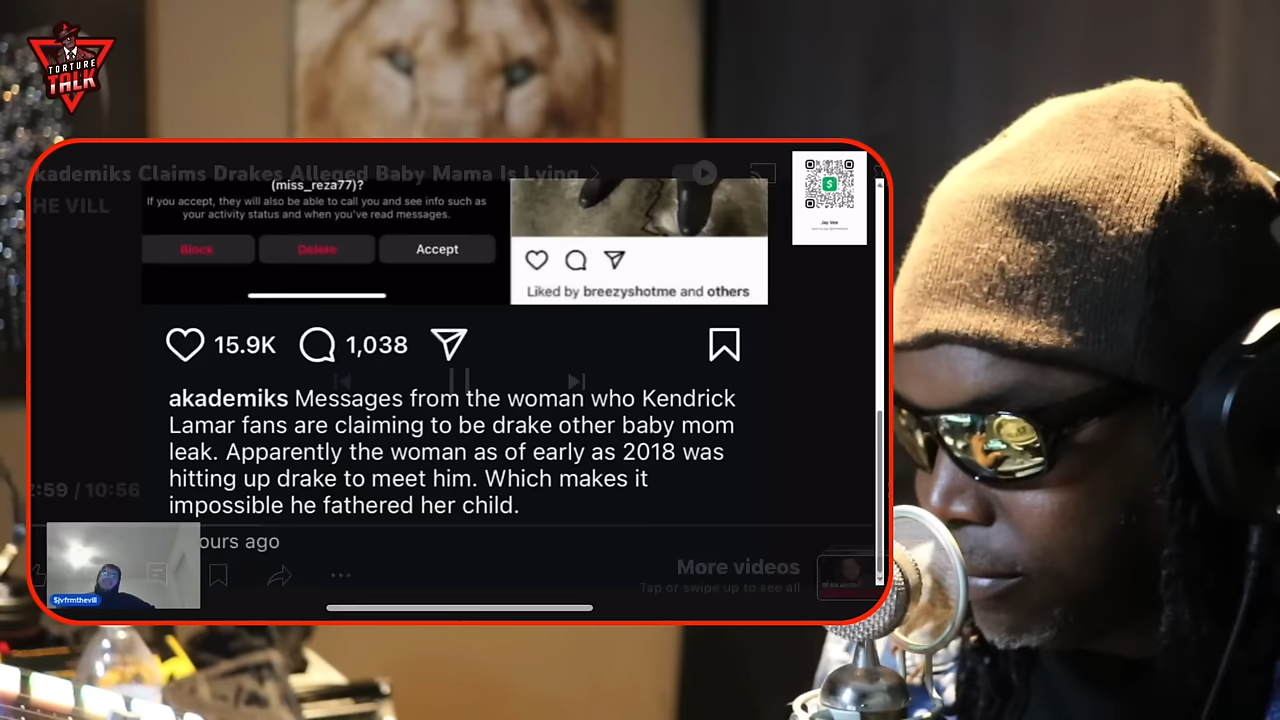 TORTURE
TALK
kademiks Claims Drakes Alleged Baby Mama Is Lying
HE VILL
(miss_reza77)?
If you accept, they will also be able to call you and see info such as
your activity status and when you've read messages.
Block Delete Accept
Liked by breezyshotme and others
S
Jay Vee
15.9K 1,038
akademiks Messages from the woman who Kendrick
Lamar fans are claiming to be drake other baby mom
leak. Apparently the woman as of early as 2018 was
hitting up drake to meet him. Which makes it
impossible he fathered her child.
2:59 / 10:56
ours ago
More videos
Tap or swipe up to see all
$jvfrmthevill